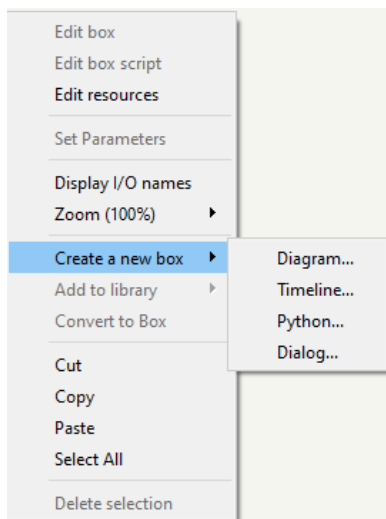 Edit box
Edit box script
Edit resources
Set Parameters
Display I/O names
Zoom (100%)
Create a new box
Diagram...
Timeline...
Python...
Dialog...
Add to library
Convert to Box
Cut
Copy
Paste
Select All
Delete selection